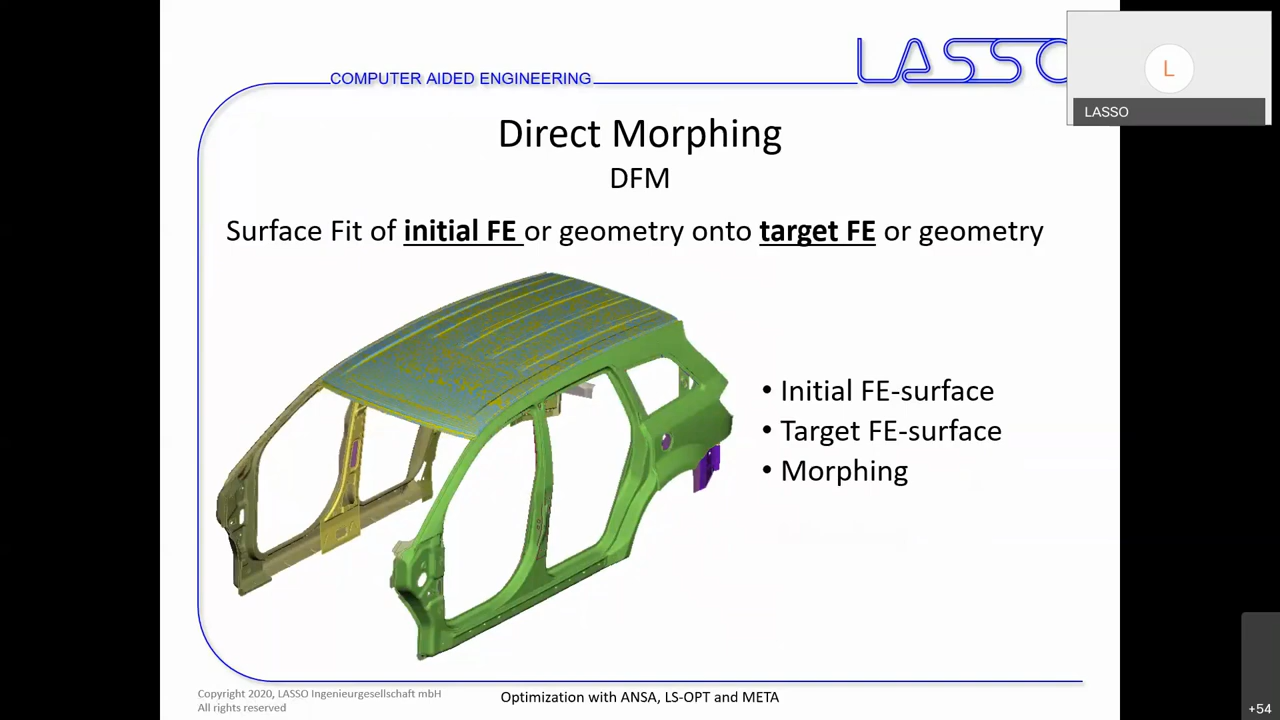 COMPUTER AIDED ENGINEERING
LASSO
L
LASSO
Direct Morphing
DFM
Surface Fit of initial FE or geometry onto target FE or geometry
• Initial FE-surface
• Target FE-surface
• Morphing
Copyright 2020, LASSO Ingenieurgesellschaft mbH
All rights reserved
Optimization with ANSA, LS-OPT and META
+54